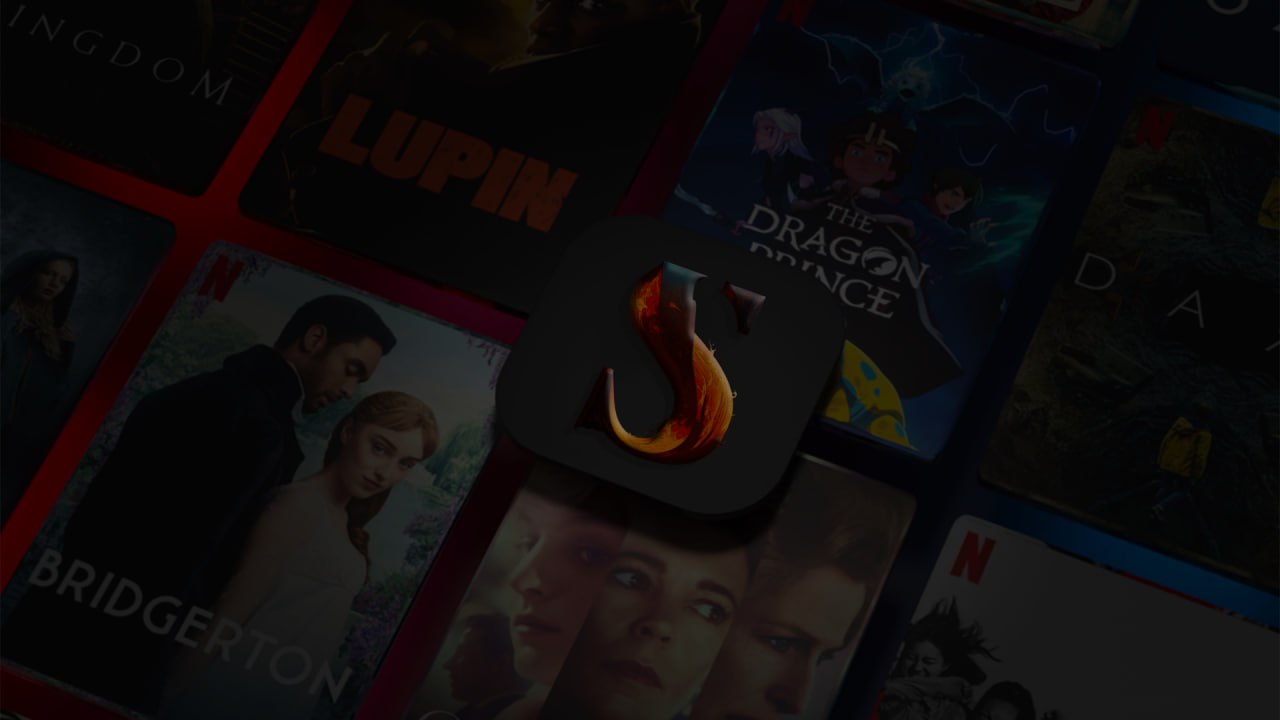 INGDOM
LUPIN
THE
DRAGON
PRINCE
D A
N
BRIDGERTON
S
N